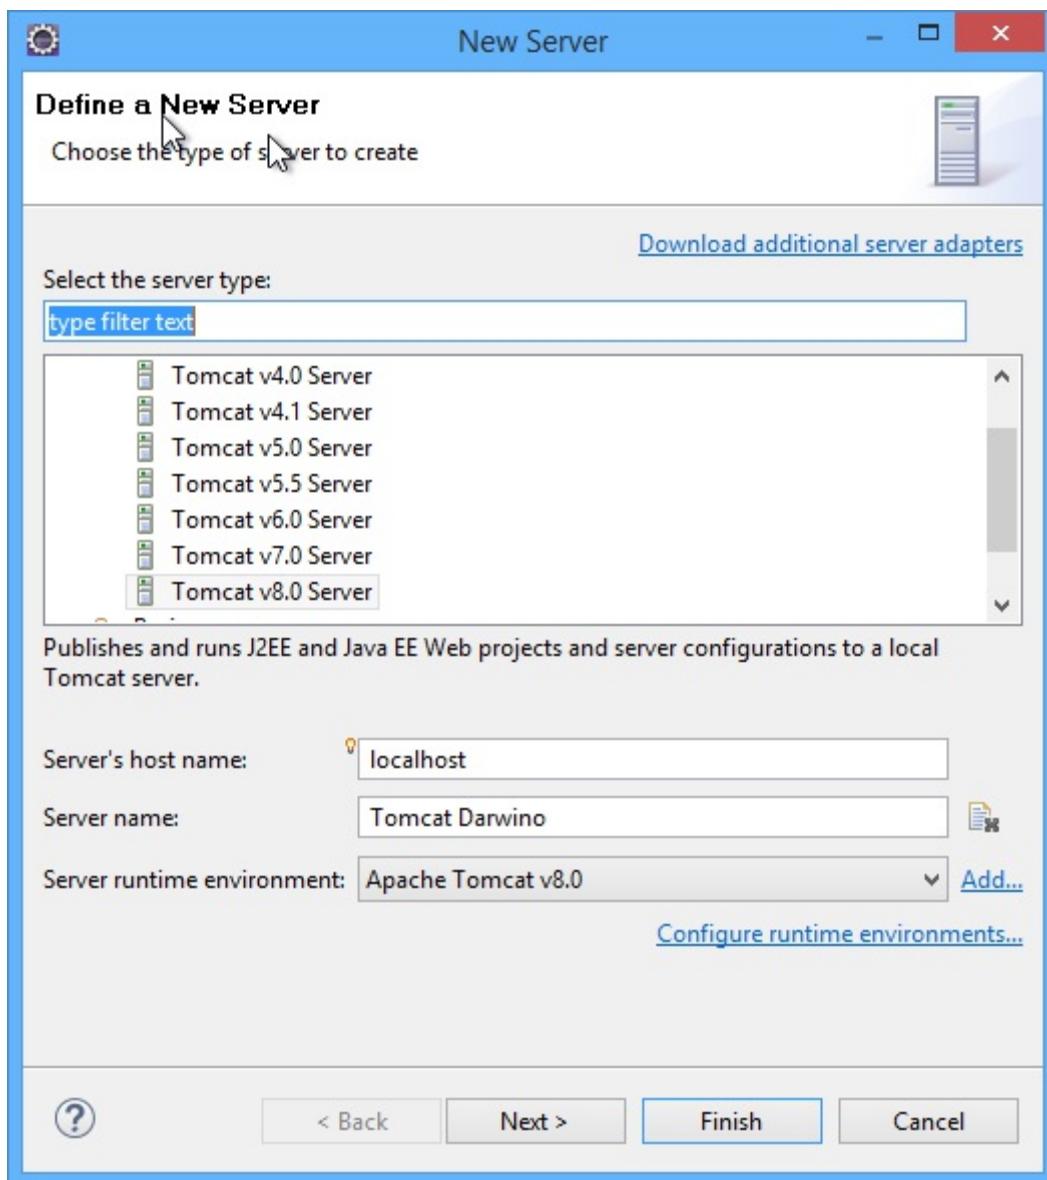 New Server
Define a New Server
Choose the type of server to create
Download additional server adapters
Select the server type:
type filter text
Tomcat v4.0 Server
Tomcat v4.1 Server
Tomcat v5.0 Server
Tomcat v5.5 Server
Tomcat v6.0 Server
Tomcat v7.0 Server
Tomcat v8.0 Server
Publishes and runs J2EE and Java EE Web projects and server configurations to a local
Tomcat server.
Server's host name: localhost
Server name: Tomcat Darwino
Server runtime environment: Apache Tomcat v8.0 Add...
Configure runtime environments...
< Back Next > Finish Cancel